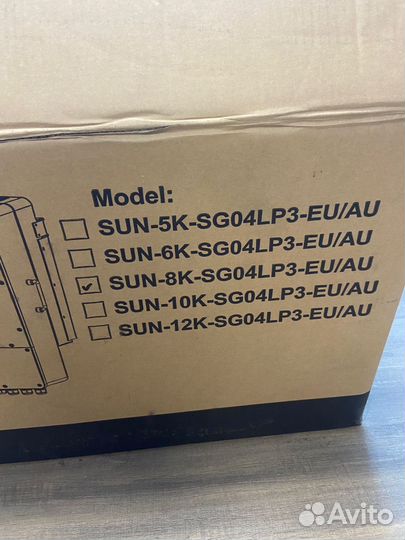 Model:
SUN-5K-SG04LP3-EU/AU
SUN-6K-SG04LP3-EU/AU
✓ SUN-8K-SG04LP3-EU/AU
SUN-10K-SG04LP3-EU/AU
SUN-12K-SG04LP3-EU/AU
Avito